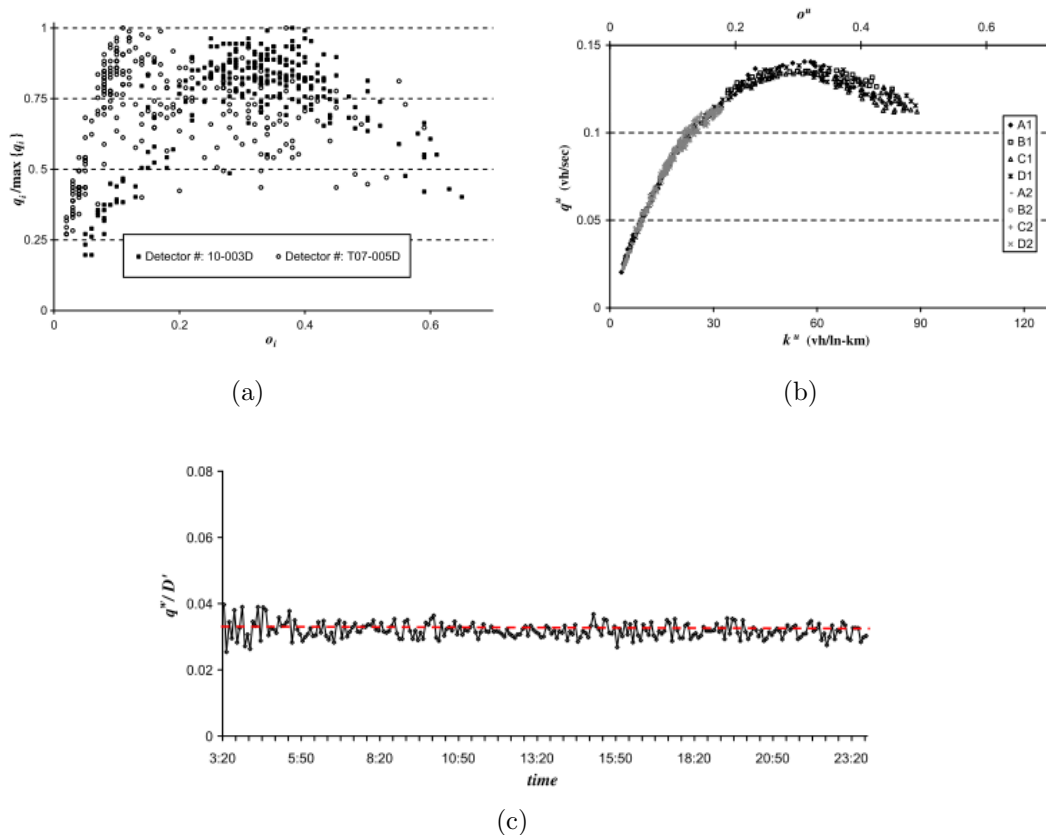 1
0.75
0.5
0.25
0
q_i/max {q_i}
Detector #: 10-003D Detector #: T07-005D
0 0.2 0.4 0.6
o_i
(a)
o^u
0 0.2 0.4 0.6
0.15
0.1
0.05
0
q^u (vh/sec)
A1
B1
C1
D1
A2
B2
C2
D2
0 30 60 90 120
k^u (vh/ln-km)
(b)
0.08
0.06
0.04
0.02
0
q^w/D'
3:20 5:50 8:20 10:50 13:20 15:50 18:20 20:50 23:20
time
(c)